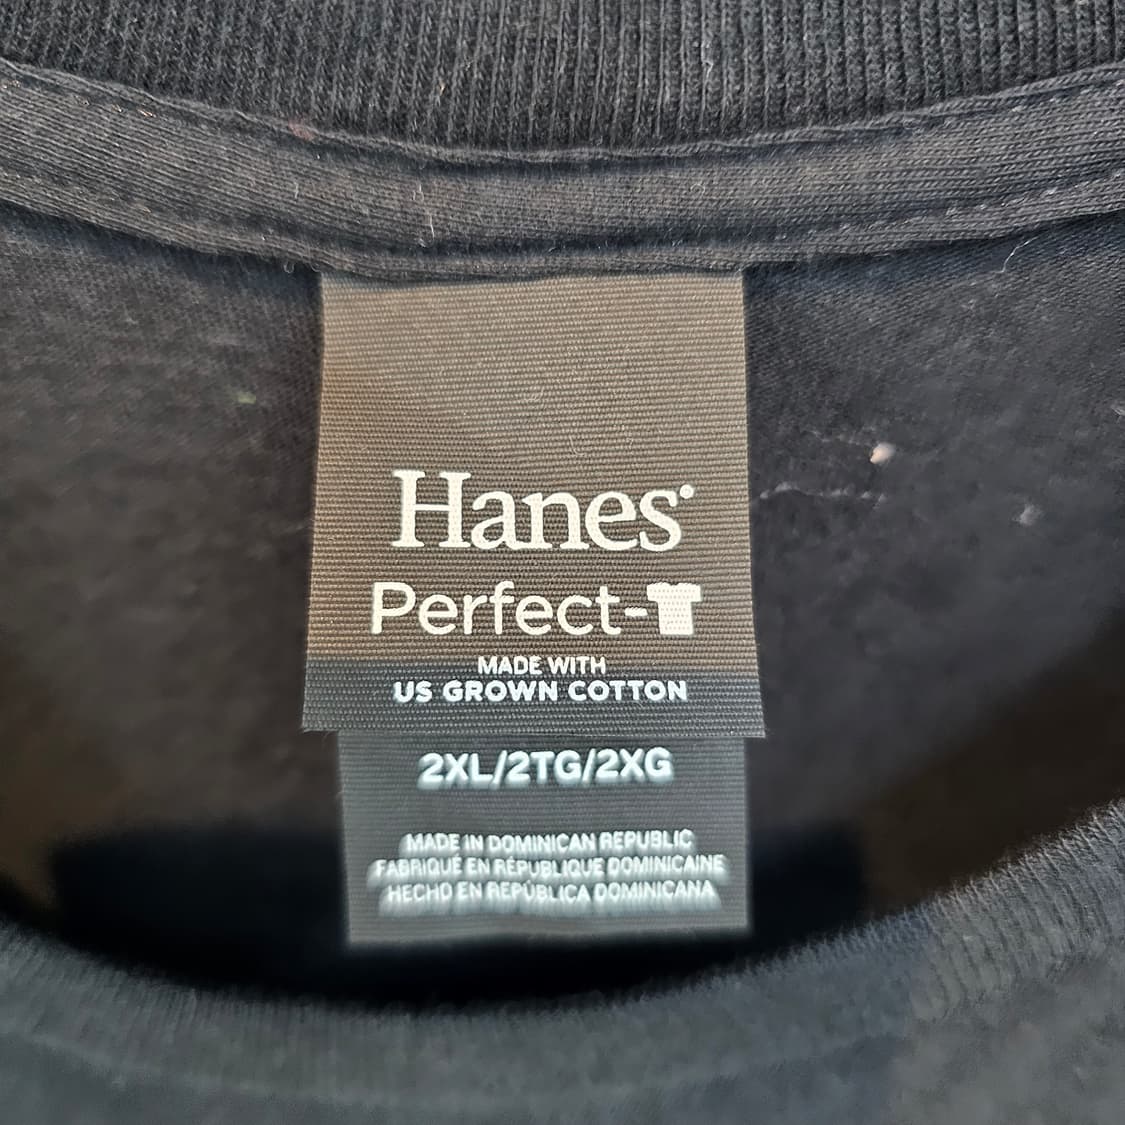 Hanes
Perfect-T
MADE WITH
US GROWN COTTON
2XL/2TG/2XG
MADE IN DOMINICAN REPUBLIC
FABRIQUÉ EN RÉPUBLIQUE DOMINICAINE
HECHO EN REPÚBLICA DOMINICANA